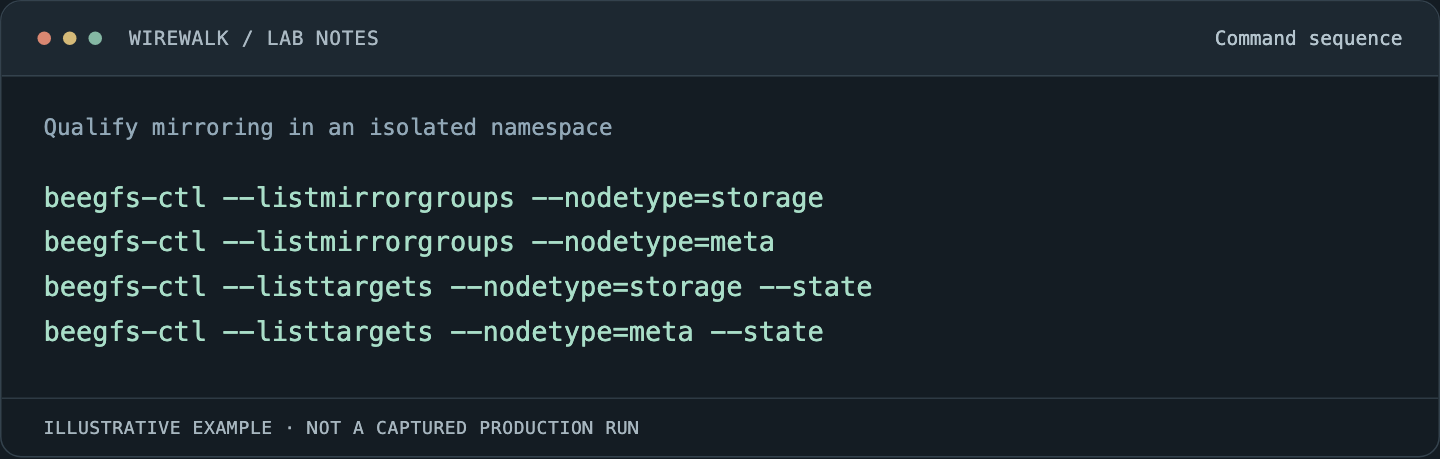 WIREWALK / LAB NOTES
Command sequence
Qualify mirroring in an isolated namespace
beegfs-ctl --listmirrorgroups --nodetype=storage
beegfs-ctl --listmirrorgroups --nodetype=meta
beegfs-ctl --listtargets --nodetype=storage --state
beegfs-ctl --listtargets --nodetype=meta --state
ILLUSTRATIVE EXAMPLE · NOT A CAPTURED PRODUCTION RUN